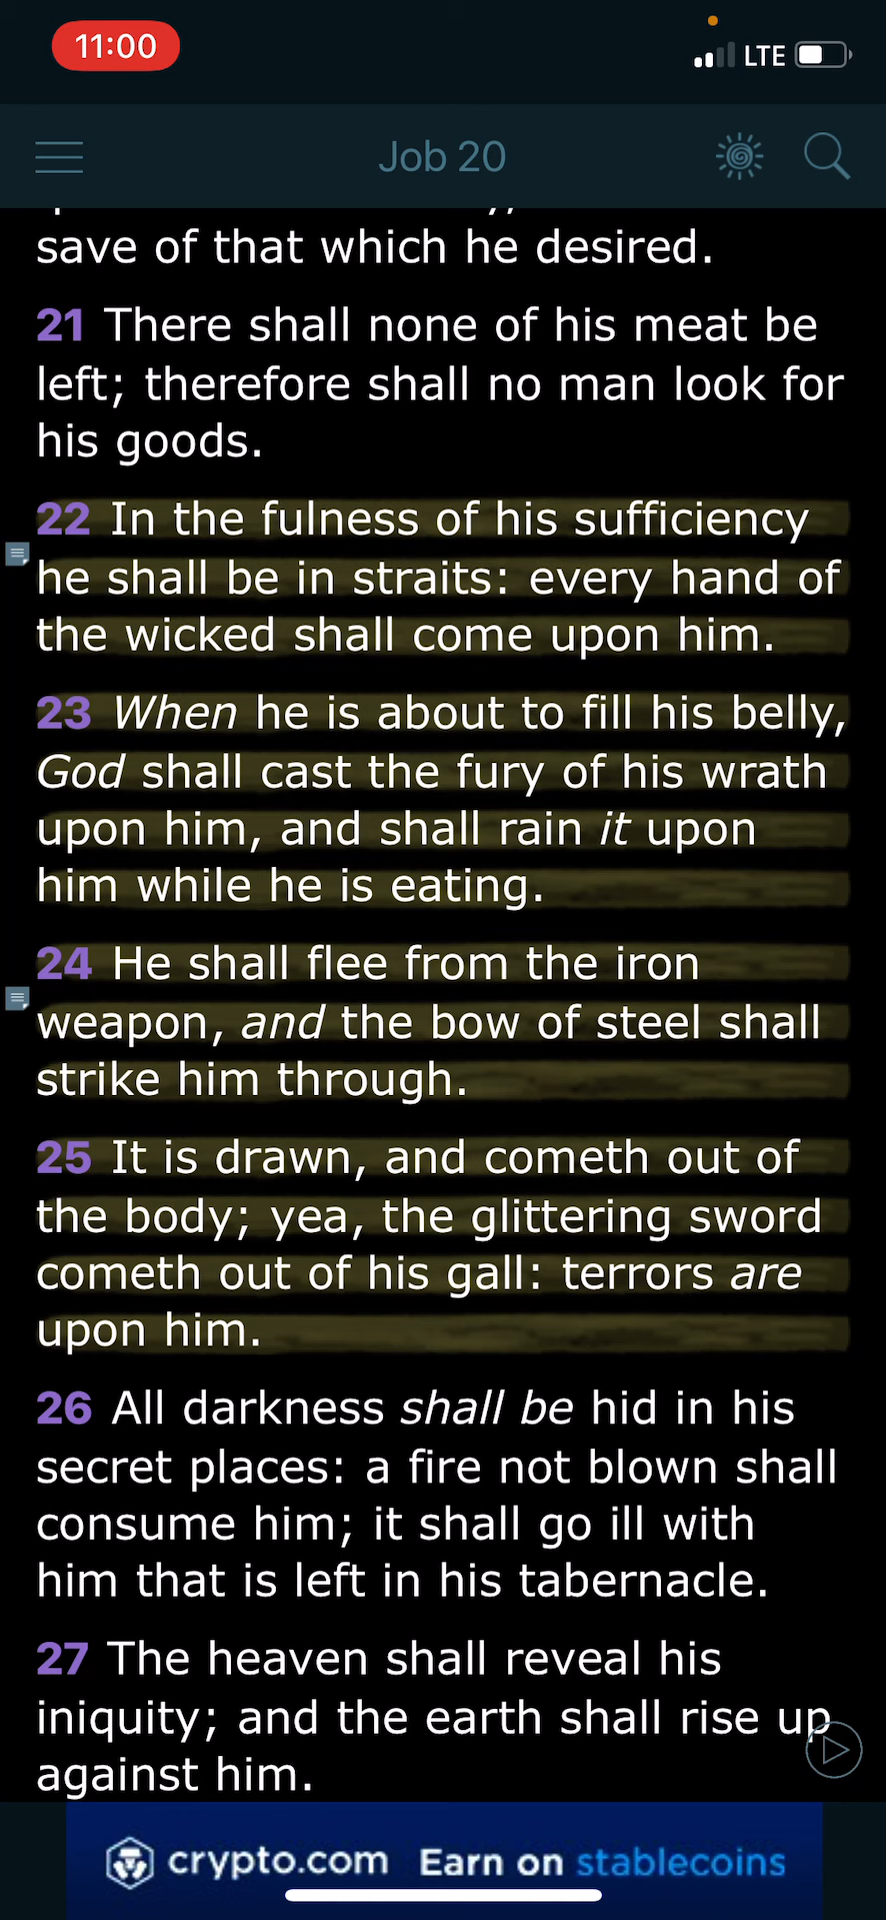 11:00
LTE
Job 20
save of that which he desired.
21 There shall none of his meat be
left; therefore shall no man look for
his goods.
22 In the fulness of his sufficiency
he shall be in straits: every hand of
the wicked shall come upon him.
23 When he is about to fill his belly,
God shall cast the fury of his wrath
upon him, and shall rain it upon
him while he is eating.
24 He shall flee from the iron
weapon, and the bow of steel shall
strike him through.
25 It is drawn, and cometh out of
the body; yea, the glittering sword
cometh out of his gall: terrors are
upon him.
26 All darkness shall be hid in his
secret places: a fire not blown shall
consume him; it shall go ill with
him that is left in his tabernacle.
27 The heaven shall reveal his
iniquity; and the earth shall rise up
against him.
crypto.com Earn on stablecoins